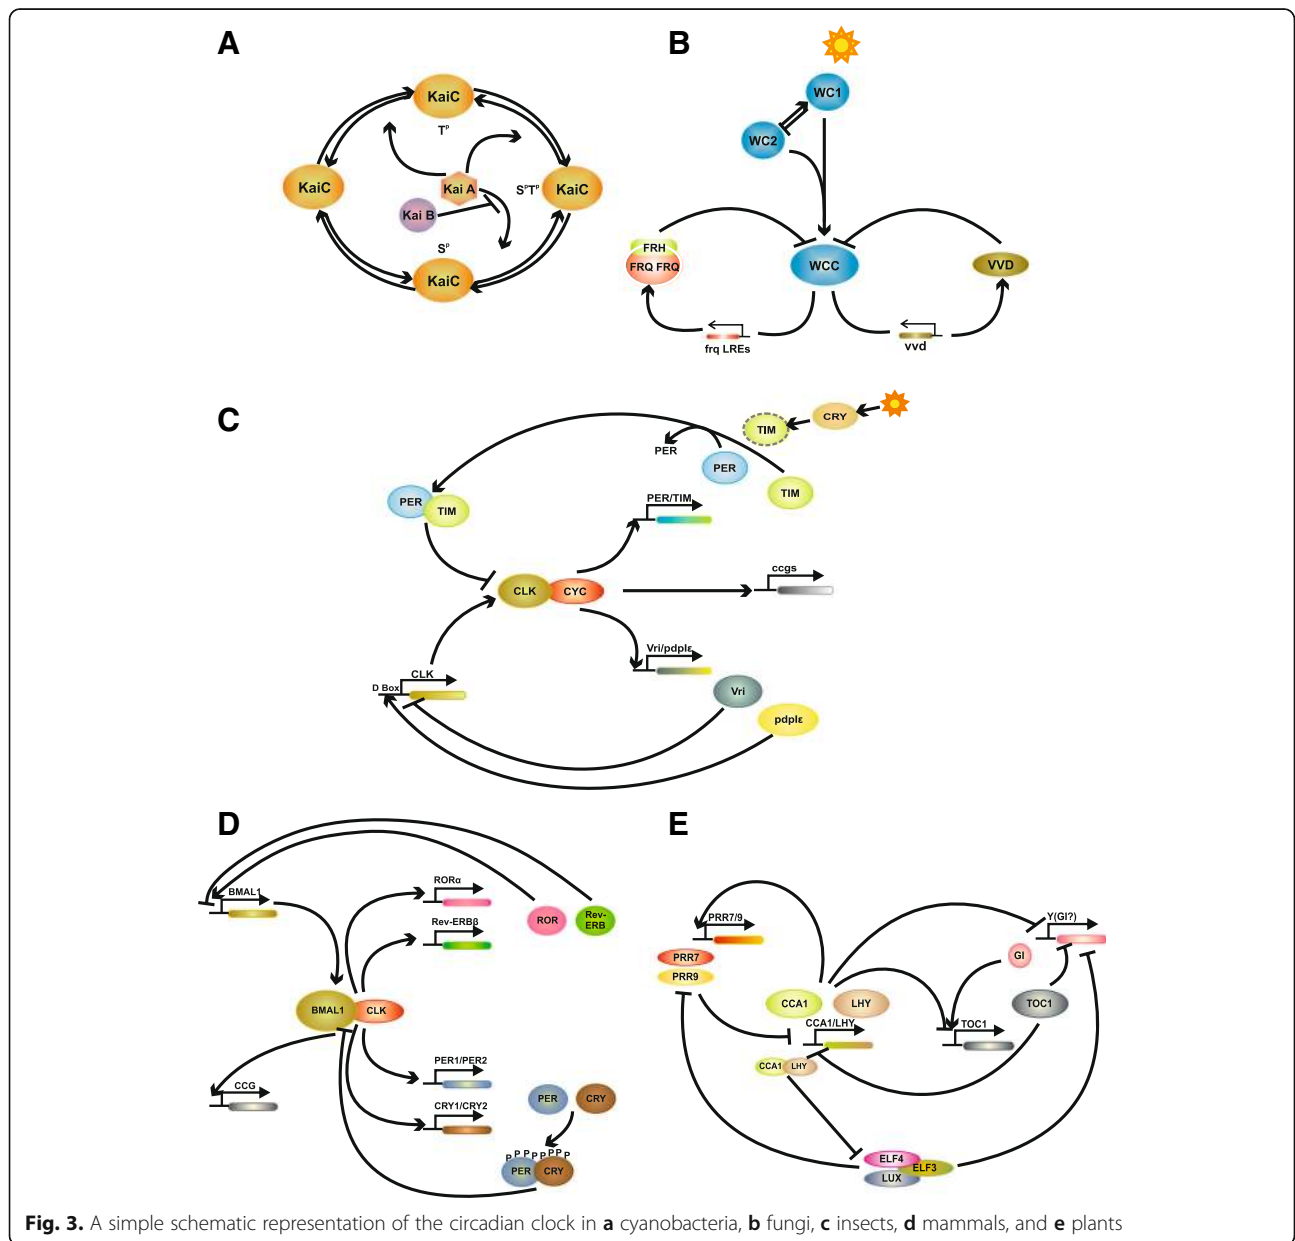 A
KaiC
Tᵖ
KaiC
Kai A
SᵖTᵖ
KaiC
Kai B
Sᵖ
KaiC
B
WC1
WC2
FRH
FRQ FRQ
WCC
VVD
frq LREs
vvd
C
TIM
CRY
PER
PER
TIM
PER
TIM
PER/TIM
CLK
CYC
ccgs
Vri/pdplε
CLK
D Box
Vri
pdplε
D
BMAL1
RORα
Rev-ERBβ
ROR
Rev-
ERB
BMAL1
CLK
CCG
PER1/PER2
CRY1/CRY2
PER
CRY
P P P P P P P P
PER
CRY
E
PRR7/9
PRR7
PRR9
Y(GI?)
GI
CCA1
LHY
TOC1
CCA1/LHY
TOC1
CCA1
LHY
ELF4
ELF3
LUX
Fig. 3. A simple schematic representation of the circadian clock in a cyanobacteria, b fungi, c insects, d mammals, and e plants